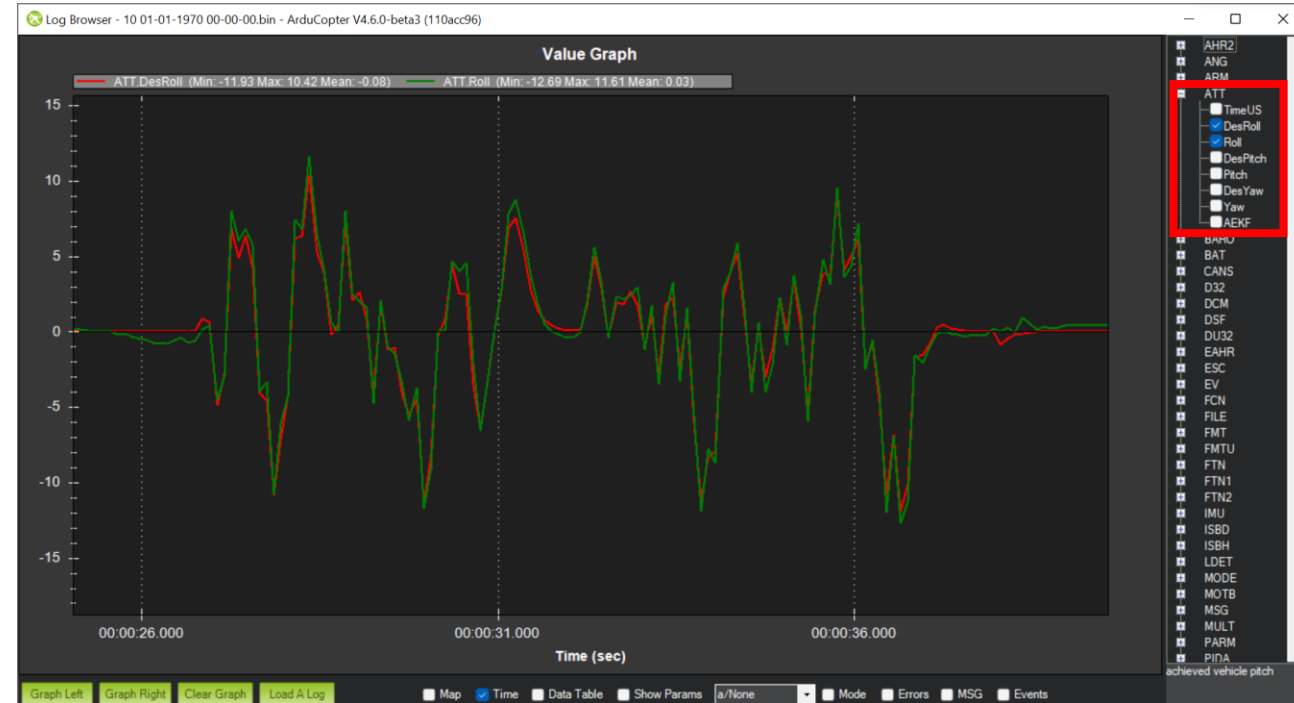 Log Browser - 10 01-01-1970 00-00-00.bin - ArduCopter V4.6.0-beta3 (110acc96)
Value Graph
ATT.DesRoll (Min: -11.93 Max: 10.42 Mean: -0.08) ATT.Roll (Min: -12.69 Max: 11.61 Mean: 0.03)
15
10
5
0
-5
-10
-15
00:00:26.000 00:00:31.000 00:00:36.000
Time (sec)
AHR2
ANG
ARM
ATT
TimeUS
DesRoll
Roll
DesPitch
Pitch
DesYaw
Yaw
AEKF
BARO
BAT
CANS
D32
DCM
DSF
DU32
EAHR
ESC
EV
FCN
FILE
FMT
FMTU
FTN
FTN1
FTN2
IMU
ISBD
ISBH
LDET
MODE
MOTB
MSG
MULT
PARM
PIDA
achieved vehicle pitch
Graph Left Graph Right Clear Graph Load A Log Map Time Data Table Show Params a/None Mode Errors MSG Events